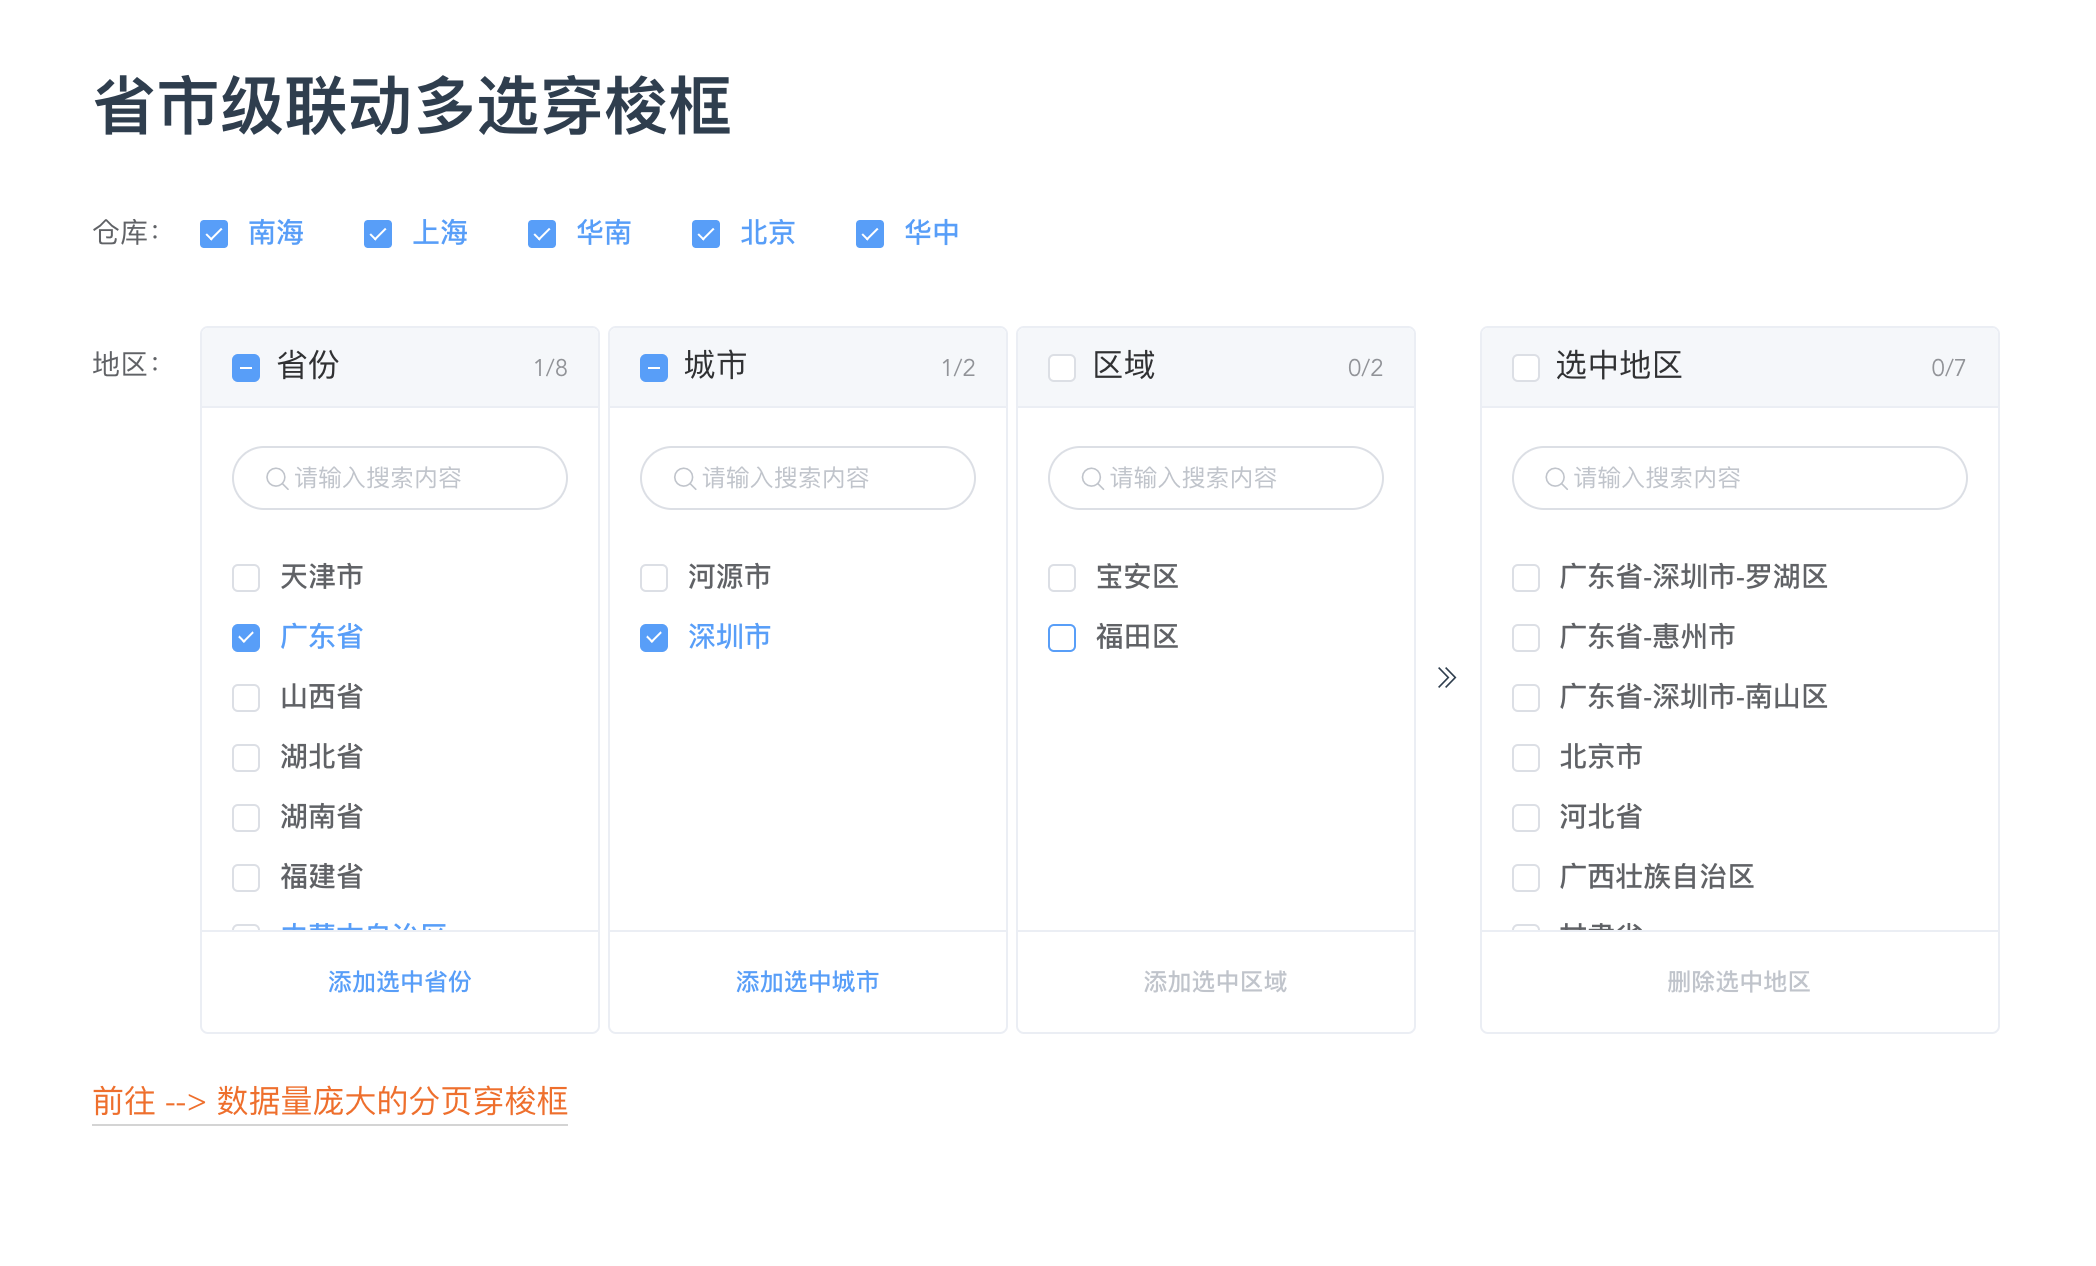 省市级联动多选穿梭框
仓库： 南海 上海 华南 北京 华中
地区：
省份 1/8
请输入搜索内容
天津市
广东省
山西省
湖北省
湖南省
福建省
内蒙古自治区
添加选中省份
城市 1/2
请输入搜索内容
河源市
深圳市
添加选中城市
区域 0/2
请输入搜索内容
宝安区
福田区
添加选中区域
选中地区 0/7
请输入搜索内容
广东省-深圳市-罗湖区
广东省-惠州市
广东省-深圳市-南山区
北京市
河北省
广西壮族自治区
甘肃省
删除选中地区
前往 --> 数据量庞大的分页穿梭框